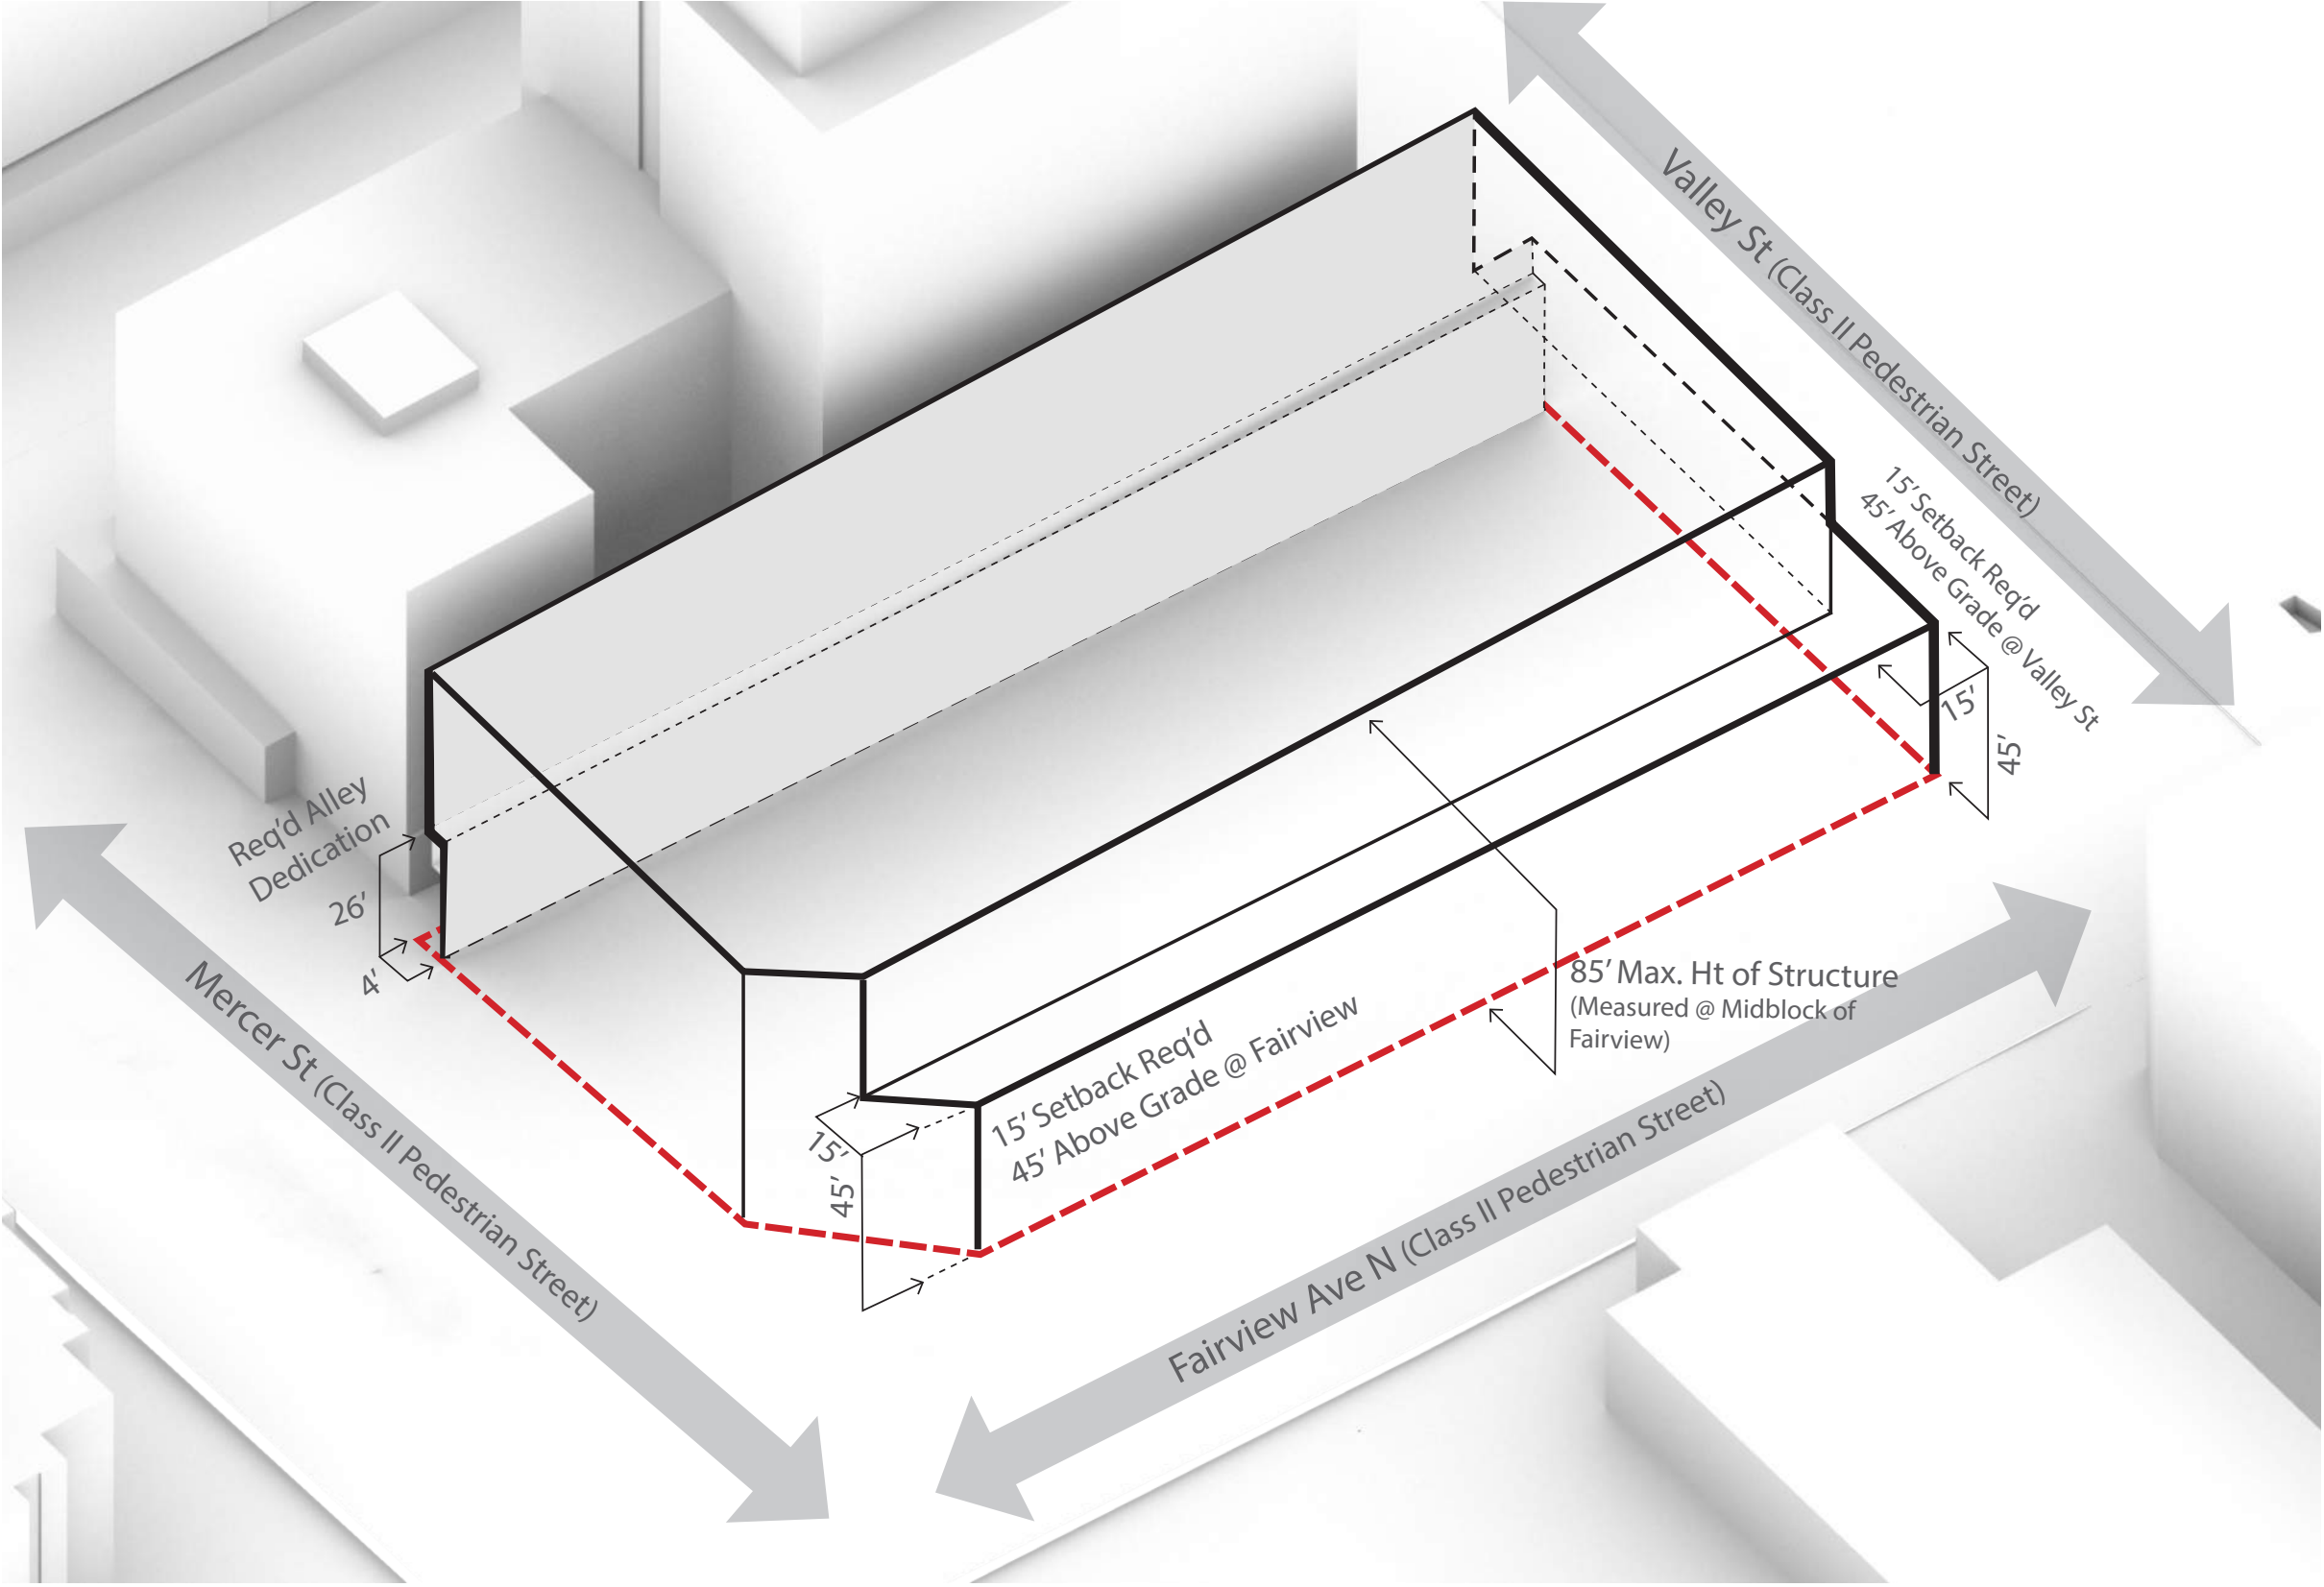 Valley St (Class II Pedestrian Street)
15' Setback Req'd
45' Above Grade @ Valley St
15'
45'
Req'd Alley
Dedication
26'
4'
Mercer St (Class II Pedestrian Street)
85' Max. Ht of Structure
(Measured @ Midblock of
Fairview)
15' Setback Req'd
45' Above Grade @ Fairview
15'
45'
Fairview Ave N (Class II Pedestrian Street)